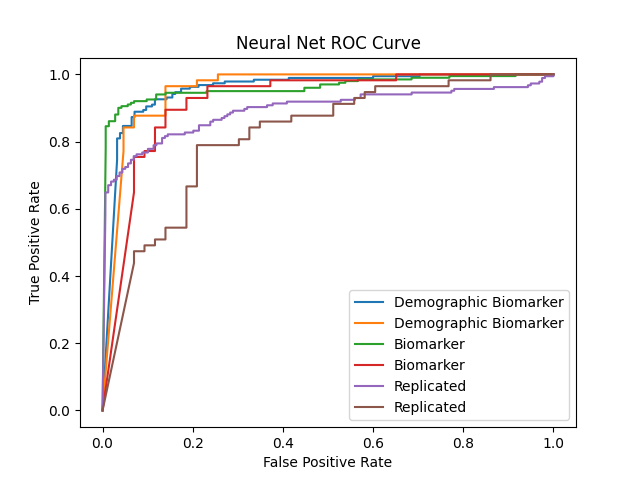 Neural Net ROC Curve
True Positive Rate
1.0
0.8
0.6
0.4
0.2
0.0
Demographic Biomarker
Demographic Biomarker
Biomarker
Biomarker
Replicated
Replicated
0.0 0.2 0.4 0.6 0.8 1.0
False Positive Rate